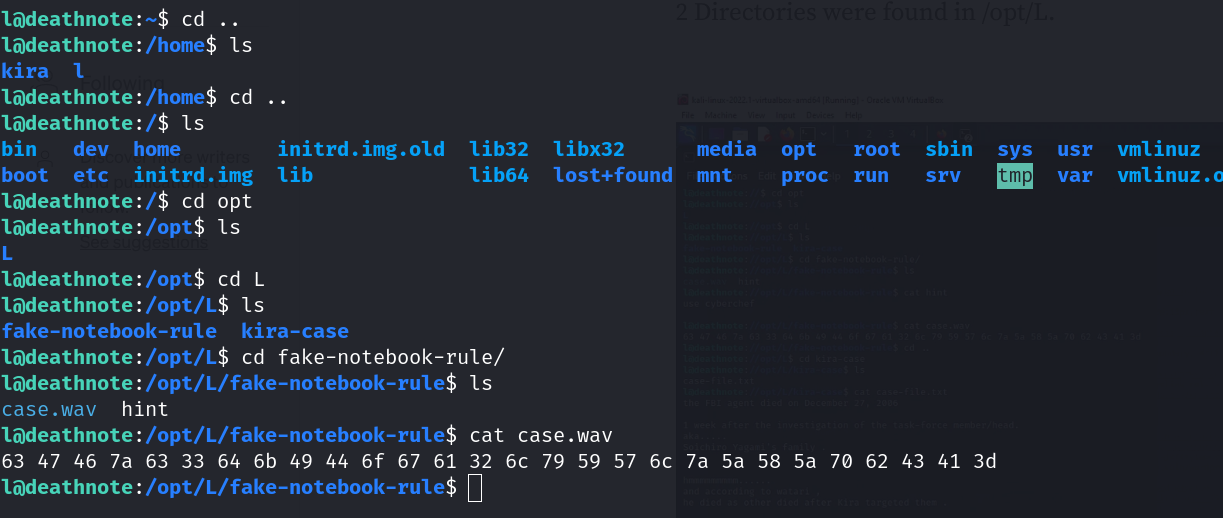 l@deathnote:~$ cd ..
l@deathnote:/home$ ls
kira  l
l@deathnote:/home$ cd ..
l@deathnote:/$ ls
bin   dev  home        initrd.img.old  lib32  libx32      media  opt   root  sbin  sys  usr  vmlinuz
boot  etc  initrd.img  lib             lib64  lost+found  mnt    proc  run   srv   tmp  var  vmlinuz.o
l@deathnote:/$ cd opt
l@deathnote:/opt$ ls
L
l@deathnote:/opt$ cd L
l@deathnote:/opt/L$ ls
fake-notebook-rule  kira-case
l@deathnote:/opt/L$ cd fake-notebook-rule/
l@deathnote:/opt/L/fake-notebook-rule$ ls
case.wav  hint
l@deathnote:/opt/L/fake-notebook-rule$ cat case.wav
63 47 46 7a 63 33 64 6b 49 44 6f 67 61 32 6c 79 59 57 6c 7a 5a 58 5a 70 62 43 41 3d
l@deathnote:/opt/L/fake-notebook-rule$
2 Directories were found in /opt/L.
Following
See suggestions